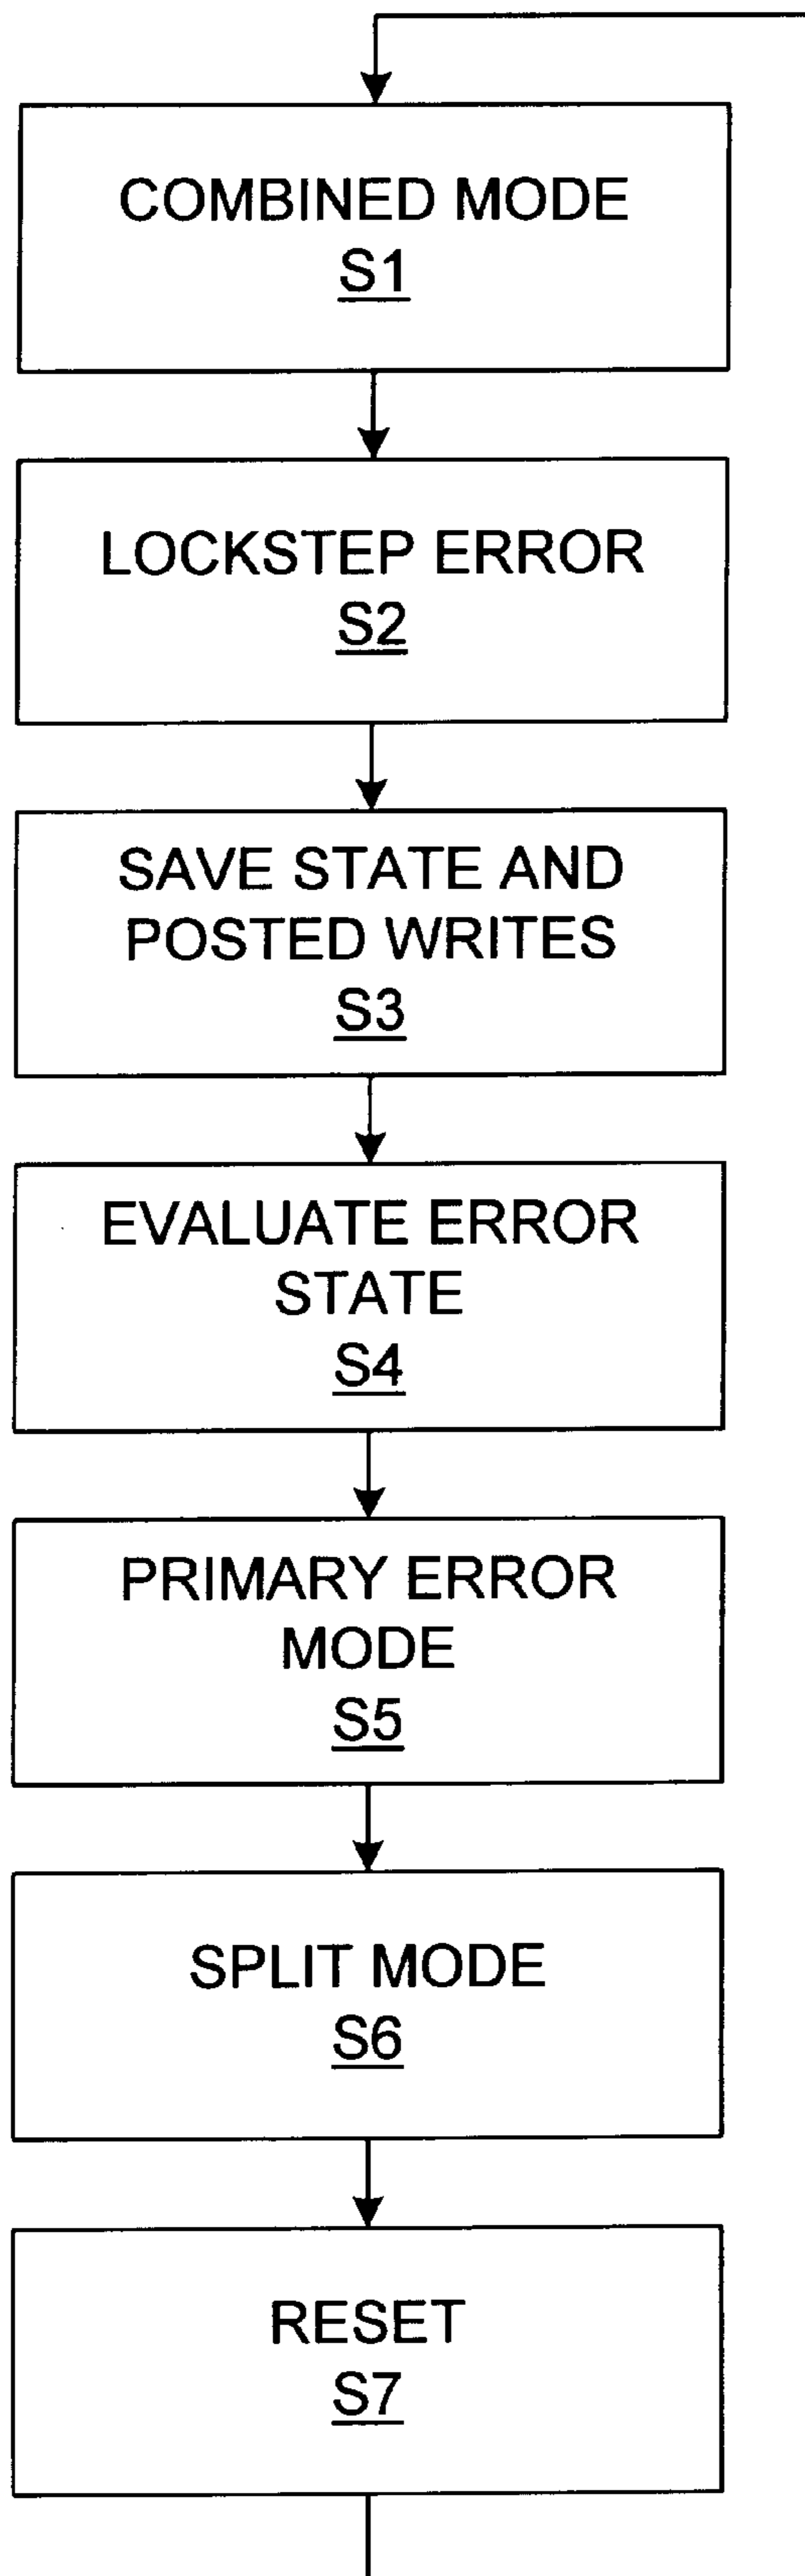 COMBINED MODE
S1
LOCKSTEP ERROR
S2
SAVE STATE AND
POSTED WRITES
S3
EVALUATE ERROR
STATE
S4
PRIMARY ERROR
MODE
S5
SPLIT MODE
S6
RESET
S7